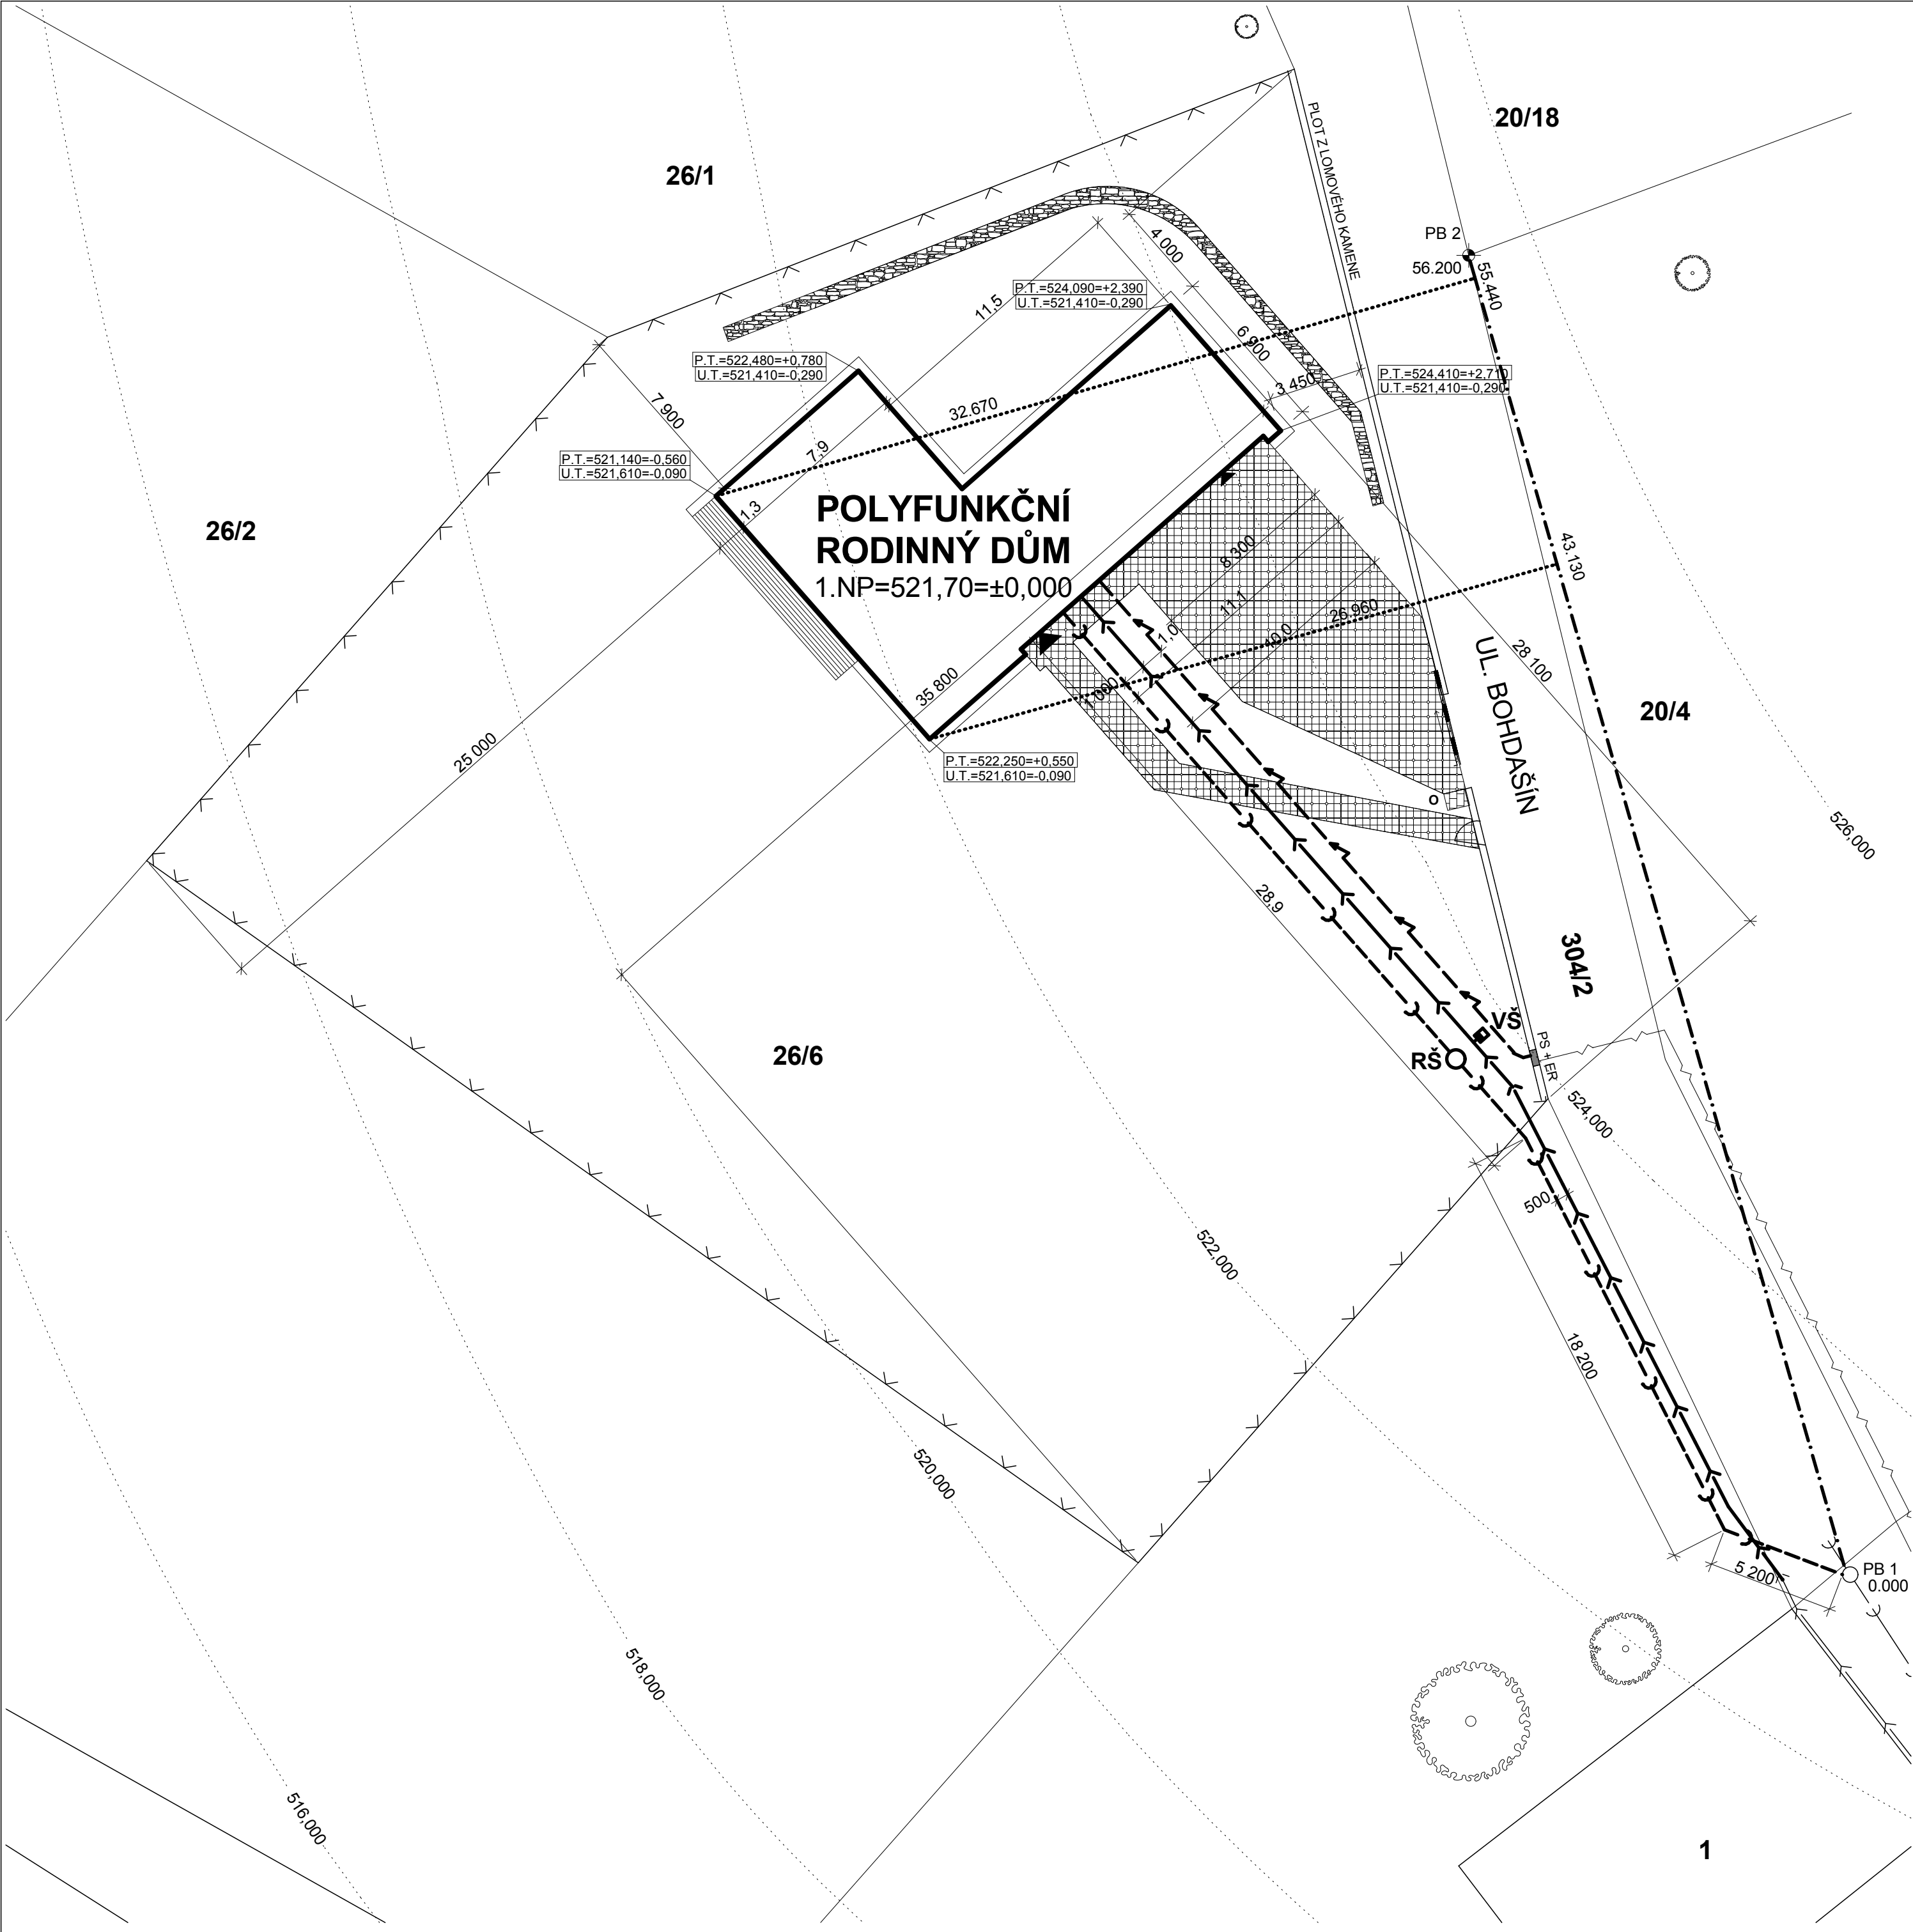 20/18
PLOT Z LOMOVÉHO KAMENE
26/1
PB 2
56.200
55.440
4 000
P.T.=524,090=+2,390
U.T.=521,410=-0,290
11,5
6 900
P.T.=522,480=+0,780
U.T.=521,410=-0,290
P.T.=524,410=+2,710
U.T.=521,410=-0,290
3 450
7 900
32.670
7,9
P.T.=521,140=-0,560
U.T.=521,610=-0,090
1,3
POLYFUNKČNÍ
RODINNÝ DŮM
1.NP=521,70=±0,000
26/2
8 300
43.130
11,1
26.960
1,0
10,0
UL. BOHDAŠÍN
28 100
35 800
1 000
20/4
25 000
P.T.=522,250=+0,550
U.T.=521,610=-0,090
O
526,000
28,9
304/2
VŠ
RŠ
PS + ER
26/6
524,000
500
522,000
18 200
520,000
5 200
PB 1
0.000
518,000
516,000
1